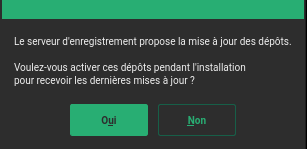 Le serveur d'enregistrement propose la mise à jour des dépôts.
Voulez-vous activer ces dépôts pendant l'installation
pour recevoir les dernières mises à jour ?
Oui
Non